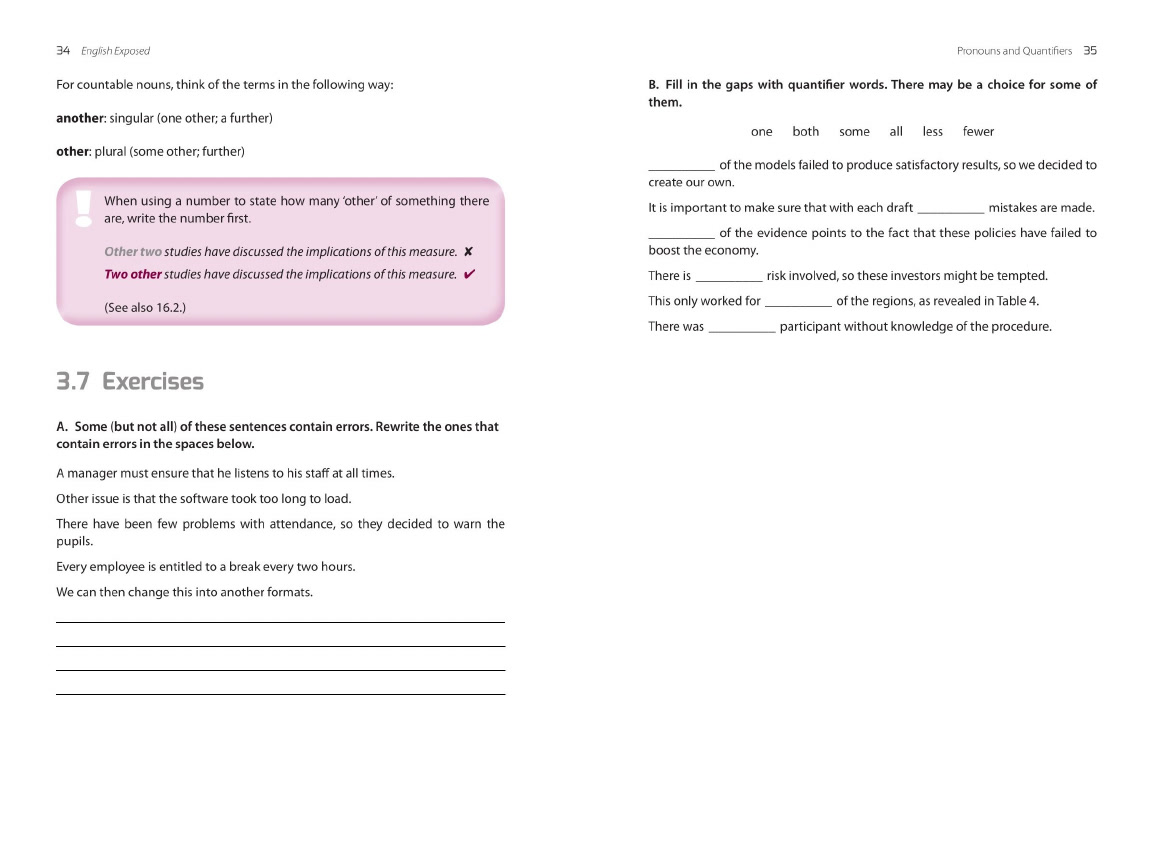 34 English Exposed
For countable nouns, think of the terms in the following way:
another: singular (one other; a further)
other: plural (some other; further)
When using a number to state how many ‘other’ of something there
are, write the number first.
Other two studies have discussed the implications of this measure. ✘
Two other studies have discussed the implications of this measure. ✔
(See also 16.2.)
3.7 Exercises
A. Some (but not all) of these sentences contain errors. Rewrite the ones that
contain errors in the spaces below.
A manager must ensure that he listens to his staff at all times.
Other issue is that the software took too long to load.
There have been few problems with attendance, so they decided to warn the
pupils.
Every employee is entitled to a break every two hours.
We can then change this into another formats.
Pronouns and Quantifiers 35
B. Fill in the gaps with quantifier words. There may be a choice for some of
them.
one both some all less fewer
__________ of the models failed to produce satisfactory results, so we decided to
create our own.
It is important to make sure that with each draft __________ mistakes are made.
__________ of the evidence points to the fact that these policies have failed to
boost the economy.
There is __________ risk involved, so these investors might be tempted.
This only worked for __________ of the regions, as revealed in Table 4.
There was __________ participant without knowledge of the procedure.